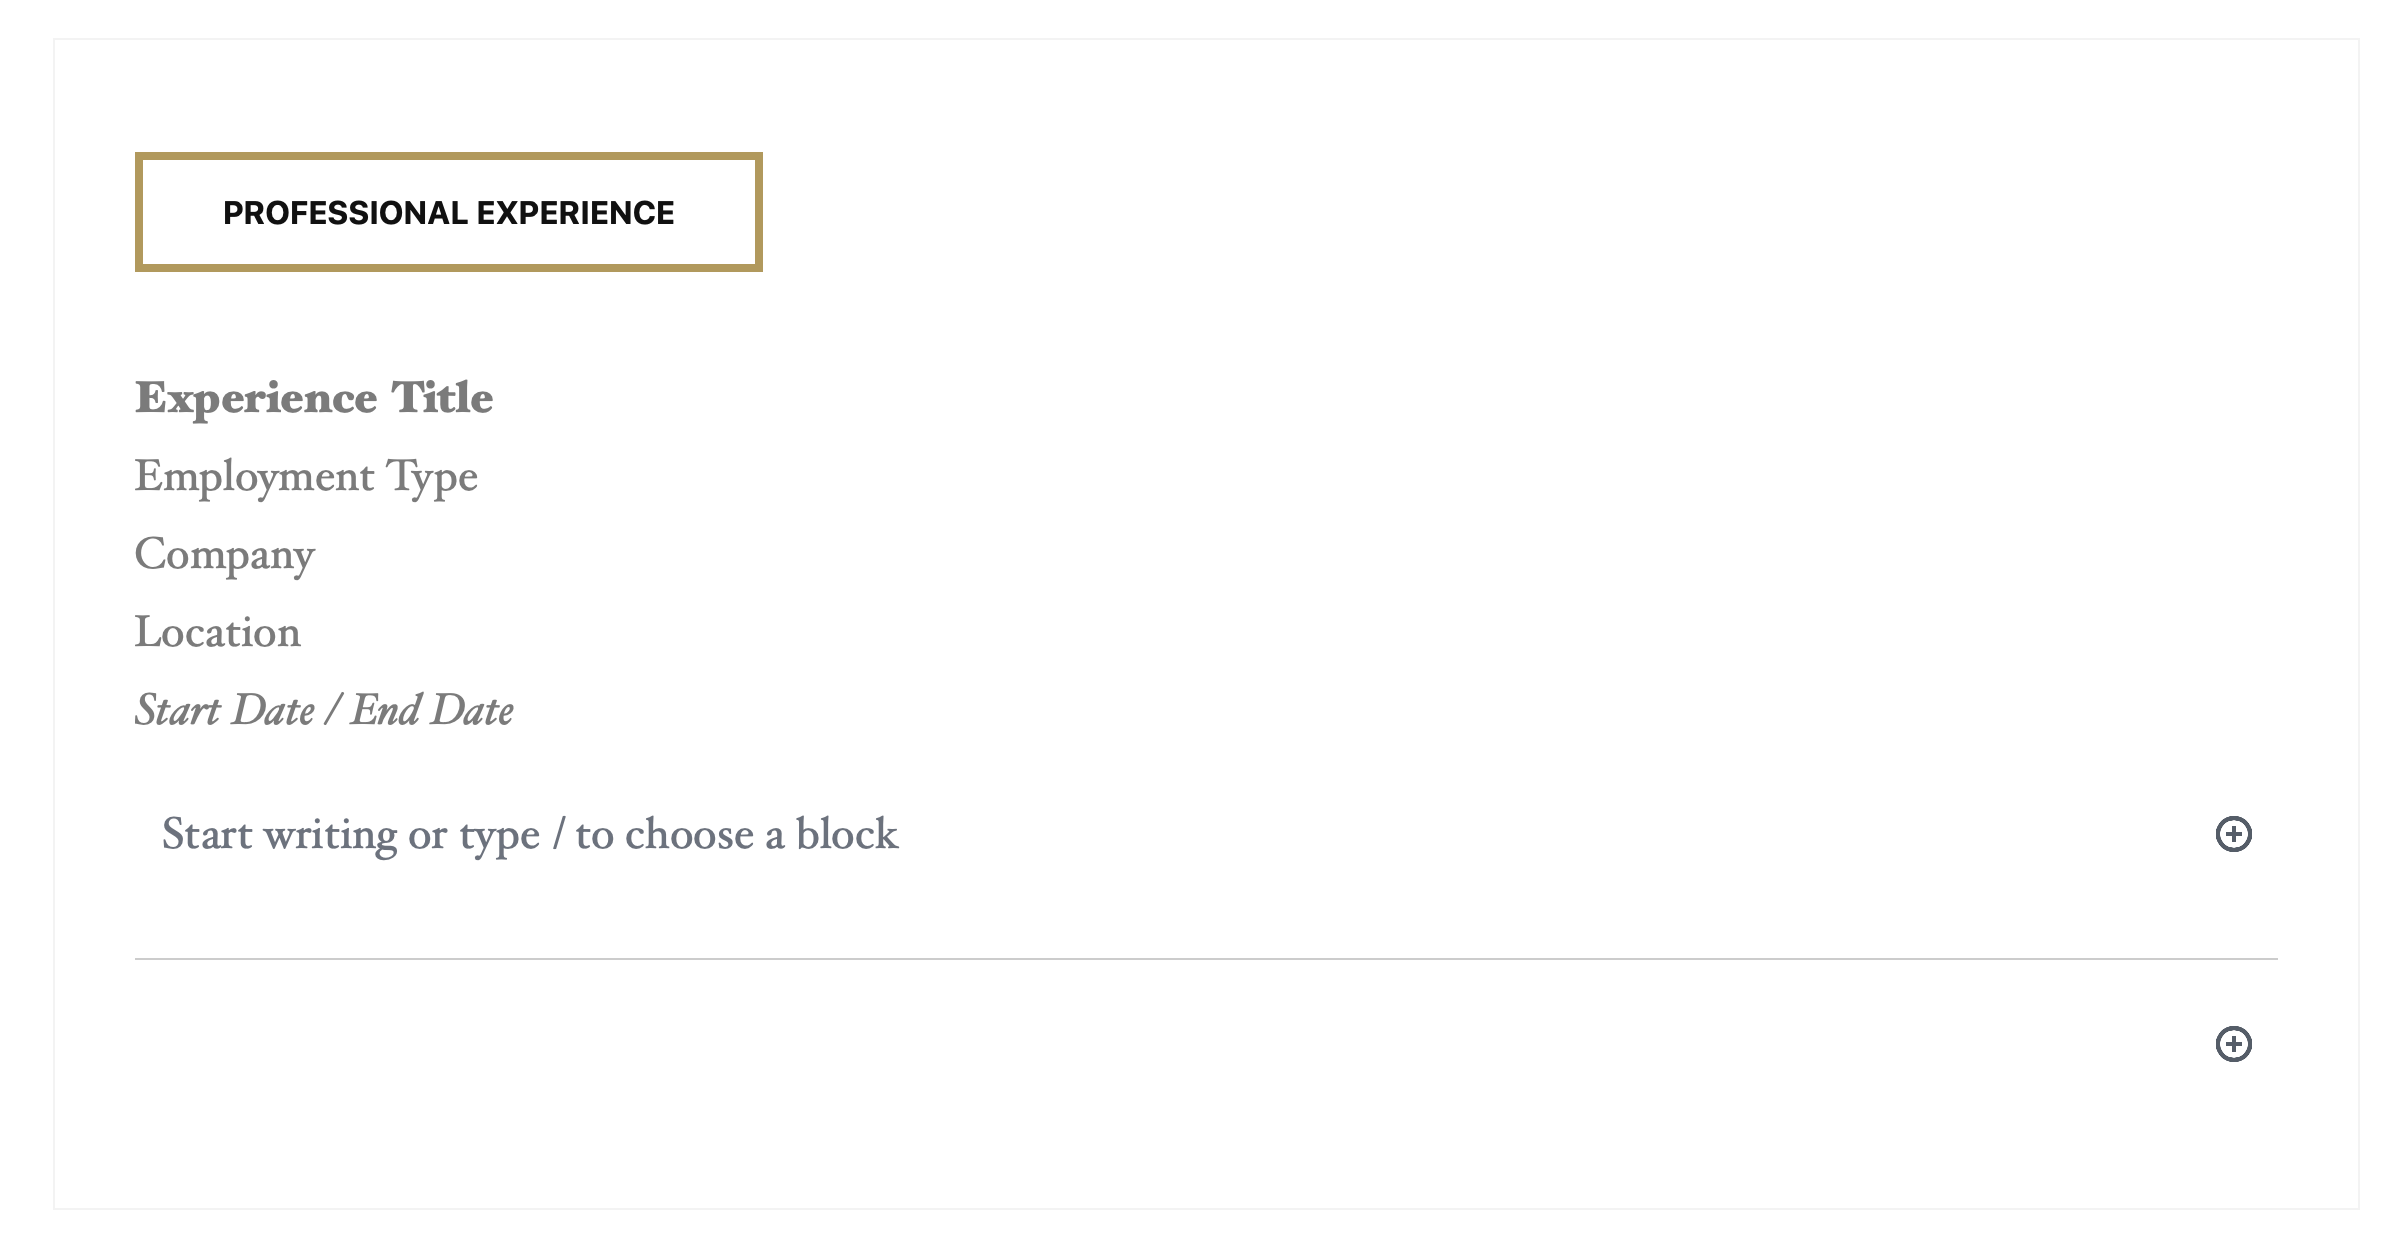 PROFESSIONAL EXPERIENCE
Experience Title
Employment Type
Company
Location
Start Date / End Date
Start writing or type / to choose a block